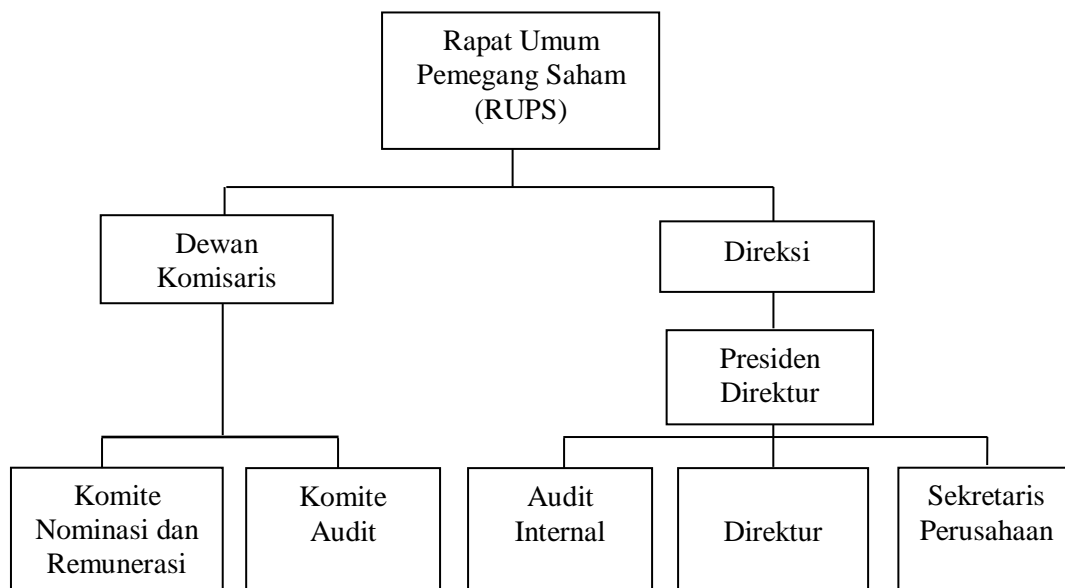 Rapat Umum
Pemegang Saham
(RUPS)
Dewan
Komisaris
Direksi
Presiden
Direktur
Komite
Nominasi dan
Remunerasi
Komite
Audit
Audit
Internal
Direktur
Sekretaris
Perusahaan